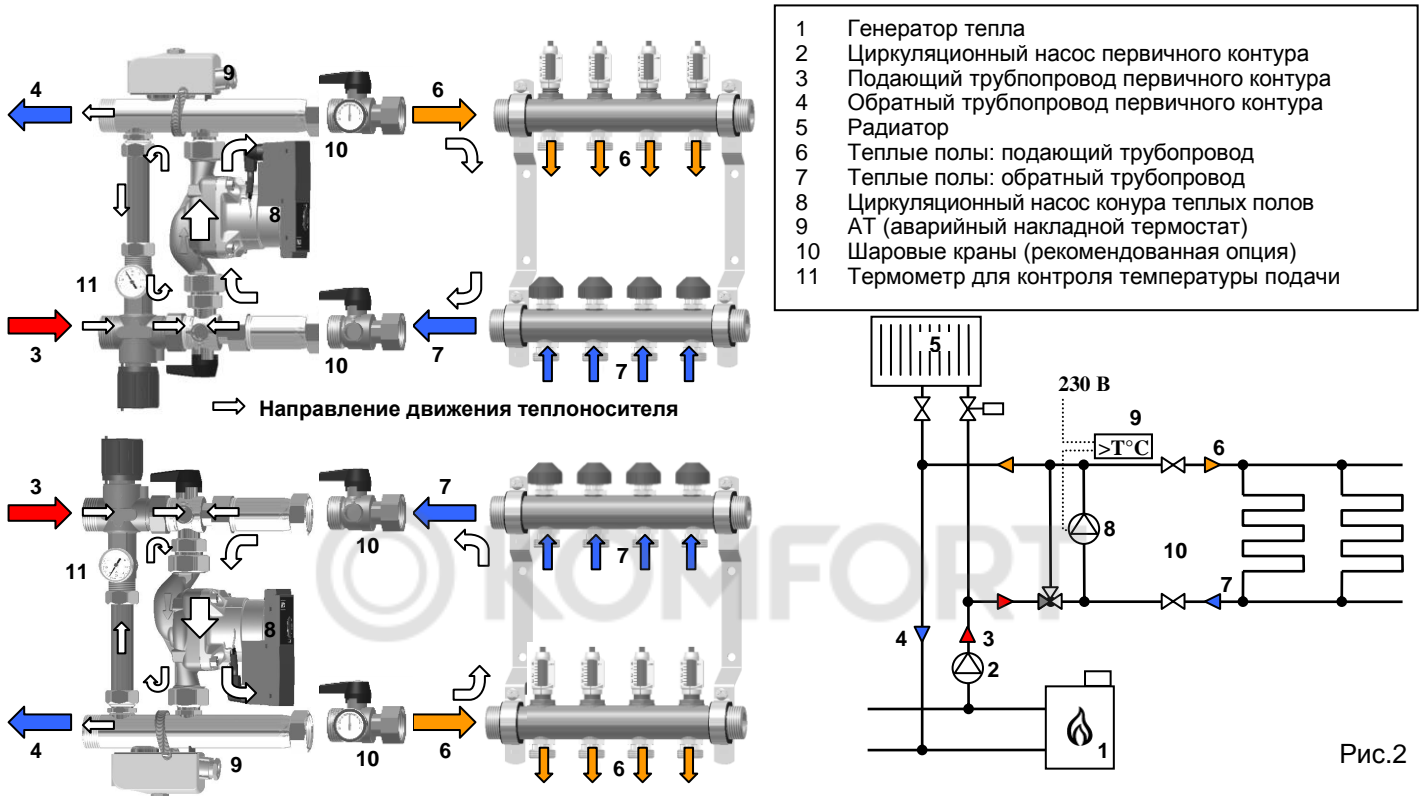 1 Генератор тепла
2 Циркуляционный насос первичного контура
3 Подающий трубпопровод первичного контура
4 Обратный трубпопровод первичного контура
5 Радиатор
6 Теплые полы: подающий трубопровод
7 Теплые полы: обратный трубопровод
8 Циркуляционный насос конура теплых полов
9 АТ (аварийный накладной термостат)
10 Шаровые краны (рекомендованная опция)
11 Термометр для контроля температуры подачи
4
9
6
10
6
8
11
3
10
7
7
Направление движения теплоносителя
3
7
10
7
11
8
4
9
10
6
6
KOMFORT
5
230 В
9
>T°C
6
8
10
7
4
3
2
1
Рис.2